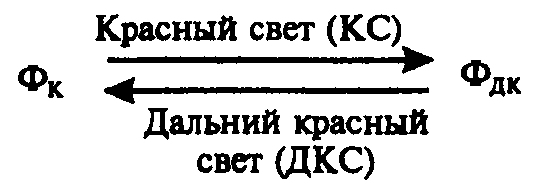 Красный свет (КС)
Фк Фдк
Дальний красный
свет (ДКС)